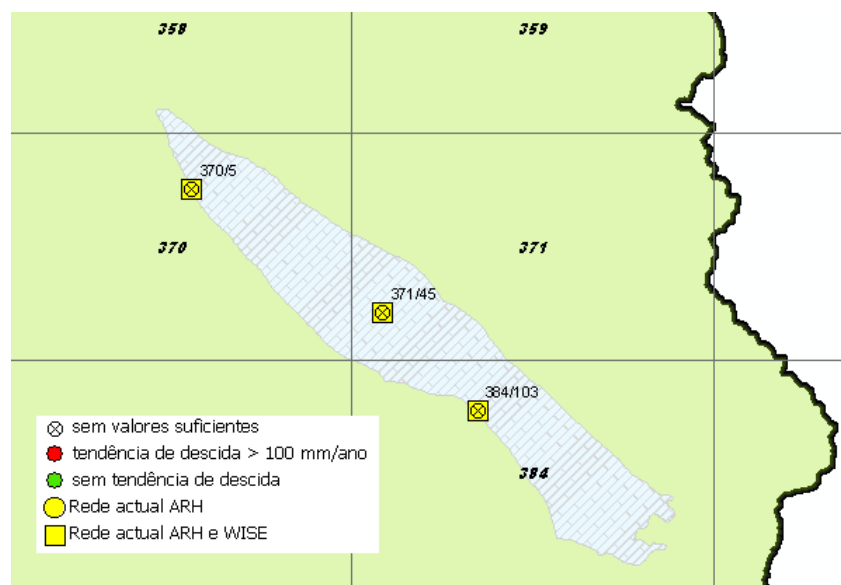 358
359
370/5
370
371
371/45
384/103
384
sem valores suficientes
tendência de descida > 100 mm/ano
sem tendência de descida
Rede actual ARH
Rede actual ARH e WISE